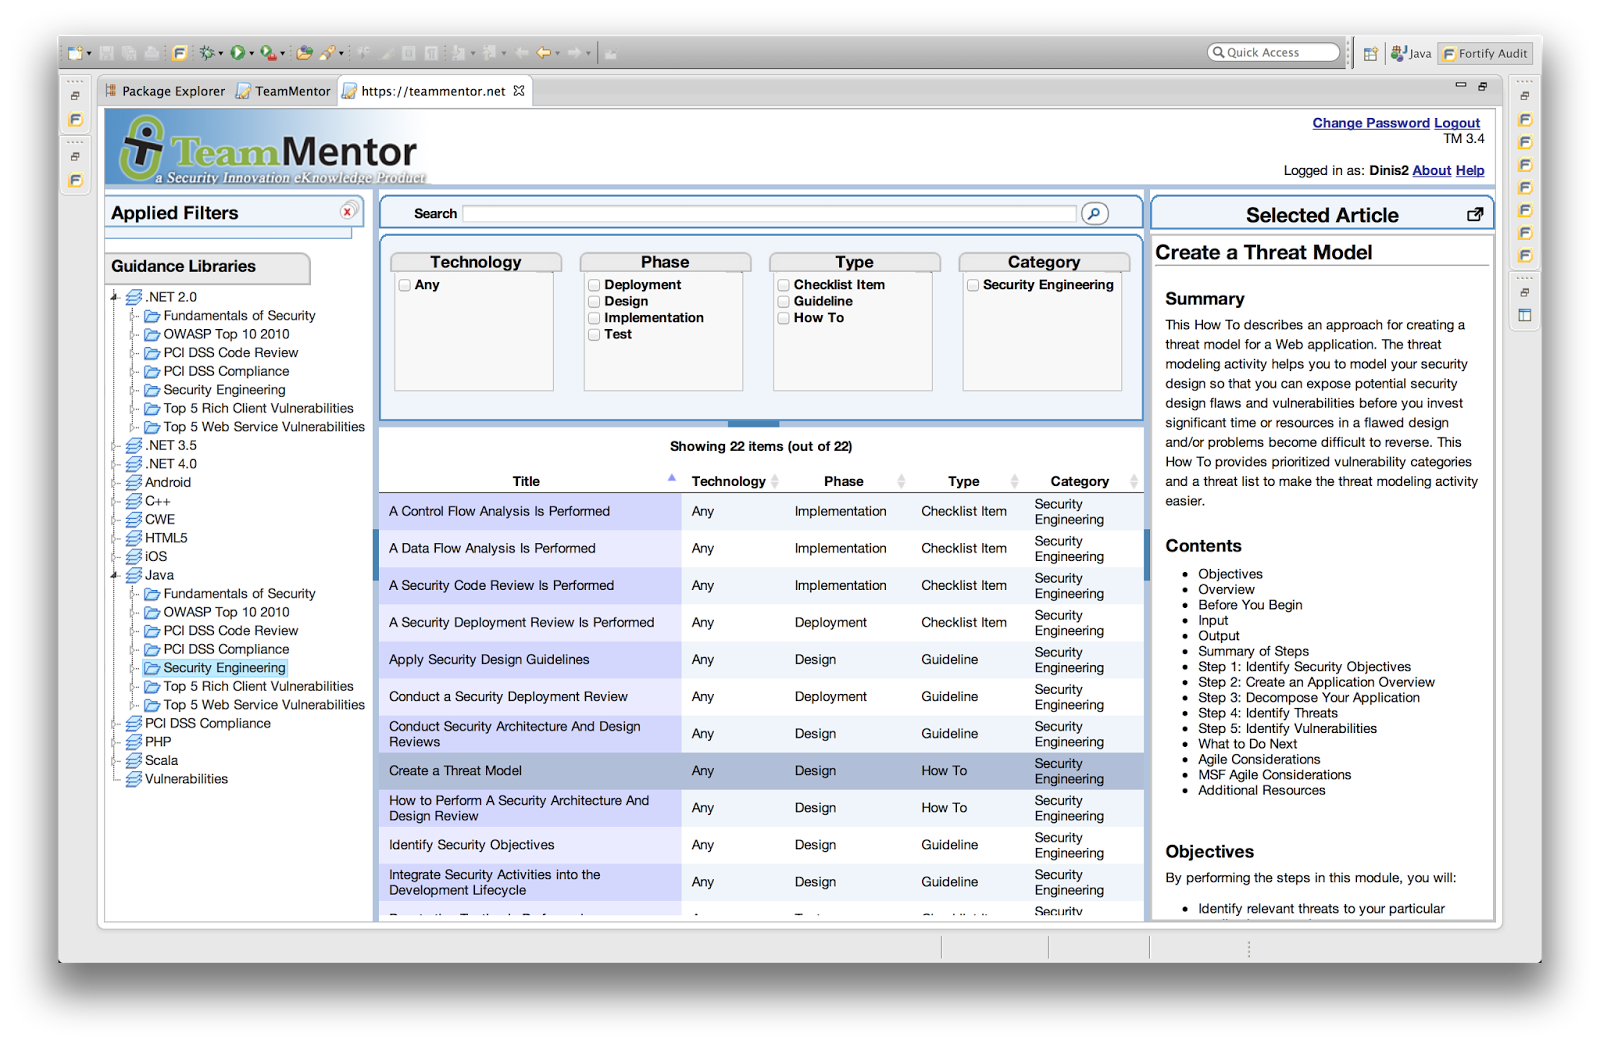 Quick Access
Java
Fortify Audit
Package Explorer
TeamMentor
https://teammentor.net
TeamMentor
a Security Innovation eKnowledge Product
Change Password Logout
TM 3.4
Logged in as: Dinis2 About Help
Applied Filters
Guidance Libraries
.NET 2.0
Fundamentals of Security
OWASP Top 10 2010
PCI DSS Code Review
PCI DSS Compliance
Security Engineering
Top 5 Rich Client Vulnerabilities
Top 5 Web Service Vulnerabilities
.NET 3.5
.NET 4.0
Android
C++
CWE
HTML5
iOS
Java
Fundamentals of Security
OWASP Top 10 2010
PCI DSS Code Review
PCI DSS Compliance
Security Engineering
Top 5 Rich Client Vulnerabilities
Top 5 Web Service Vulnerabilities
PCI DSS Compliance
PHP
Scala
Vulnerabilities
Search
Technology
Any
Phase
Deployment
Design
Implementation
Test
Type
Checklist Item
Guideline
How To
Category
Security Engineering
Showing 22 items (out of 22)
Title Technology Phase Type Category
A Control Flow Analysis Is Performed Any Implementation Checklist Item Security
Engineering
A Data Flow Analysis Is Performed Any Implementation Checklist Item Security
Engineering
A Security Code Review Is Performed Any Implementation Checklist Item Security
Engineering
A Security Deployment Review Is Performed Any Deployment Checklist Item Security
Engineering
Apply Security Design Guidelines Any Design Guideline Security
Engineering
Conduct a Security Deployment Review Any Deployment Guideline Security
Engineering
Conduct Security Architecture And Design
Reviews Any Design Guideline Security
Engineering
Create a Threat Model Any Design How To Security
Engineering
How to Perform A Security Architecture And
Design Review Any Design How To Security
Engineering
Identify Security Objectives Any Design Guideline Security
Engineering
Integrate Security Activities into the
Development Lifecycle Any Design Guideline Security
Engineering
Security
Selected Article
Create a Threat Model
Summary
This How To describes an approach for creating a
threat model for a Web application. The threat
modeling activity helps you to model your security
design so that you can expose potential security
design flaws and vulnerabilities before you invest
significant time or resources in a flawed design
and/or problems become difficult to reverse. This
How To provides prioritized vulnerability categories
and a threat list to make the threat modeling activity
easier.
Contents
Objectives
Overview
Before You Begin
Input
Output
Summary of Steps
Step 1: Identify Security Objectives
Step 2: Create an Application Overview
Step 3: Decompose Your Application
Step 4: Identify Threats
Step 5: Identify Vulnerabilities
What to Do Next
Agile Considerations
MSF Agile Considerations
Additional Resources
Objectives
By performing the steps in this module, you will:
Identify relevant threats to your particular